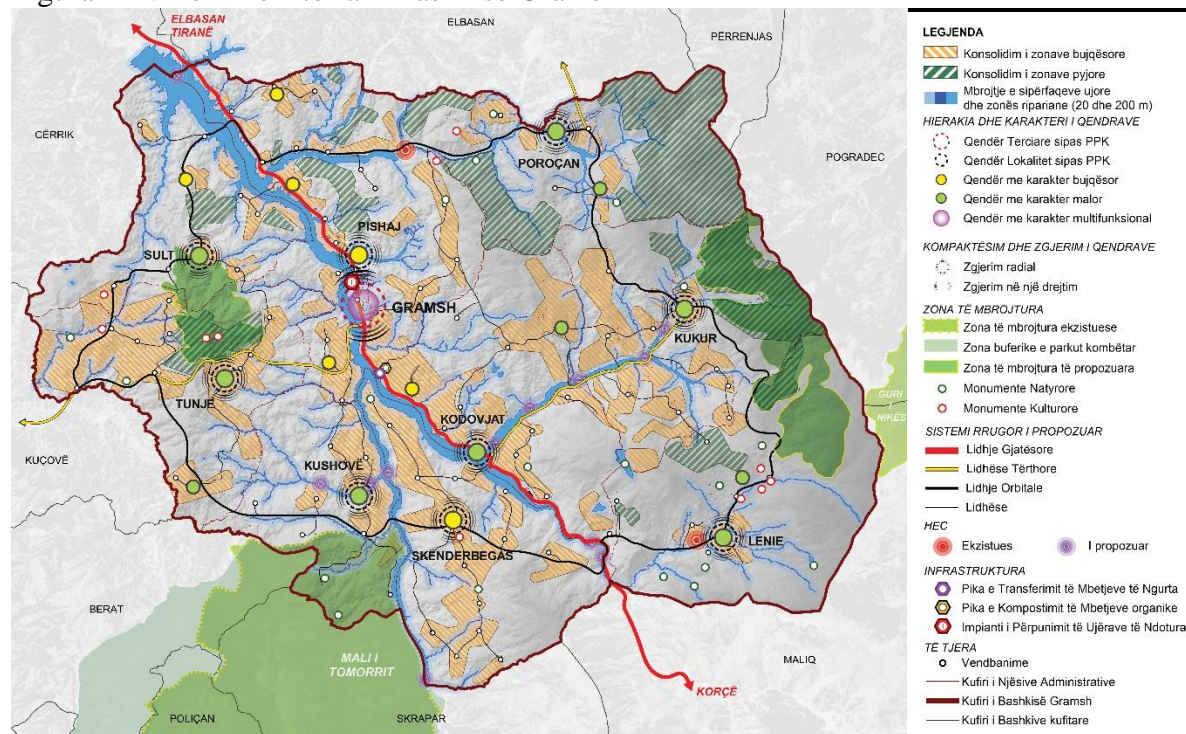 ELBASAN
TIRANË
ELBASAN
PËRRENJAS
CËRRIK
POGRADEC
POROÇAN
PISHAJ
SULT
GRAMSH
KUKUR
TUNJË
GURI I NIRËS
KODOVJAT
KUÇOVË
KUSHOVË
SKENDERBEGAS
LENIE
BERAT
MALI I
TOMORRIT
MALIQ
KORÇË
POLIÇAN
SKRAPAR
LEGJENDA
Konsolidim i zonave bujqësore
Konsolidim i zonave pyjore
Mbrojtje e sipërfaqeve ujore
dhe zonës ripariane (20 dhe 200 m)
HIERAKIA DHE KARAKTERI I QENDRAVE
Qendër Terciare sipas PPK
Qendër Lokalitet sipas PPK
Qendër me karakter bujqësor
Qendër me karakter malor
Qendër me karakter multifunksional
KOMPAKTËSIM DHE ZGJERIM I QENDRAVE
Zgjerim radial
Zgjerim në një drejtim
ZONA TË MBROJTURA
Zona të mbrojtura ekzistuese
Zona buferike e parkut kombëtar
Zona të mbrojtura të propozuara
Monumente Natyrore
Monumente Kulturore
SISTEMI RRUGOR I PROPOZUAR
Lidhje Gjatësore
Lidhëse Tërthore
Lidhje Orbitale
Lidhëse
HEC
Ekzistues
I propozuar
INFRASTRUKTURA
Pika e Transferimit të Mbetjeve të Ngurta
Pika e Kompostimit të Mbetjeve organike
Impianti i Përpunimit të Ujërave të Ndotura
TË TJERA
Vendbanime
Kufiri i Njësive Administrative
Kufiri i Bashkisë Gramsh
Kufiri i Bashkive kufitare